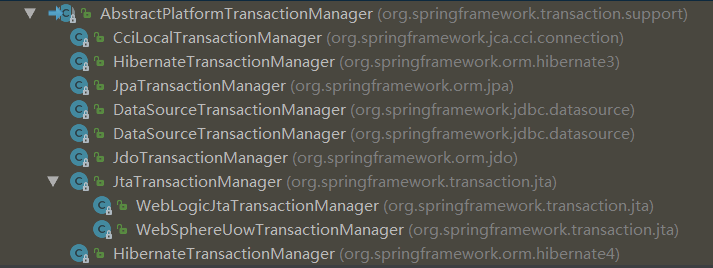 AbstractPlatformTransactionManager (org.springframework.transaction.support)
CciLocalTransactionManager (org.springframework.jca.cci.connection)
HibernateTransactionManager (org.springframework.orm.hibernate3)
JpaTransactionManager (org.springframework.orm.jpa)
DataSourceTransactionManager (org.springframework.jdbc.datasource)
DataSourceTransactionManager (org.springframework.jdbc.datasource)
JdoTransactionManager (org.springframework.orm.jdo)
JtaTransactionManager (org.springframework.transaction.jta)
WebLogicJtaTransactionManager (org.springframework.transaction.jta)
WebSphereUowTransactionManager (org.springframework.transaction.jta)
HibernateTransactionManager (org.springframework.orm.hibernate4)